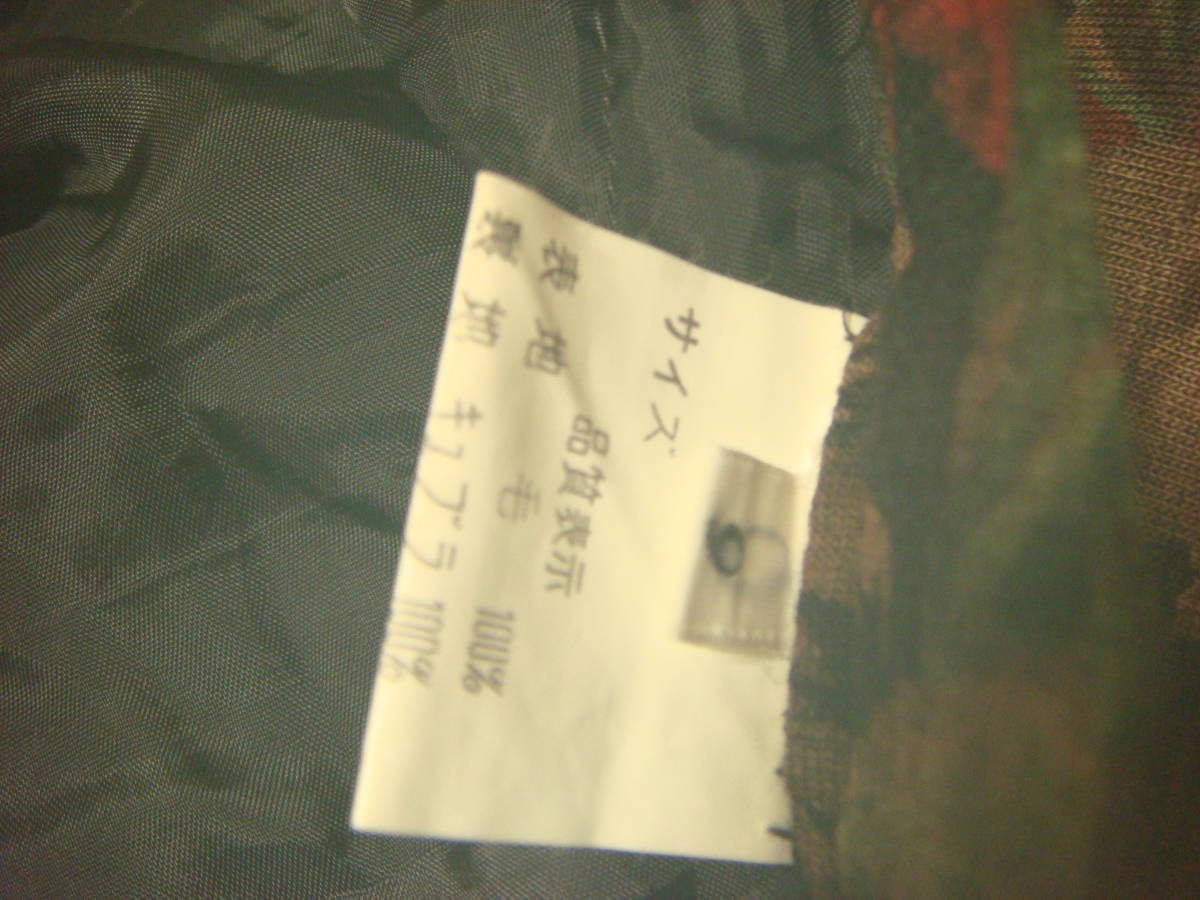 サイズ
品質表示
表地 毛 100%
裏地 キュプラ 100%